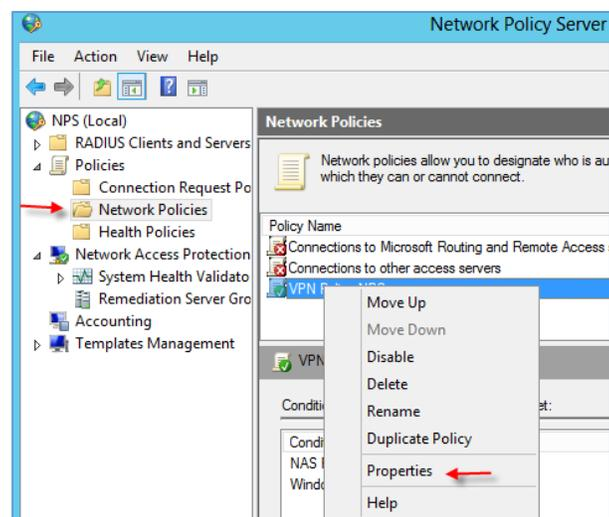 Network Policy Server
File Action View Help
NPS (Local)
RADIUS Clients and Servers
Policies
Connection Request Po
Network Policies
Health Policies
Network Access Protection
System Health Validato
Remediation Server Gro
Accounting
Templates Management
Network Policies
Network policies allow you to designate who is au
which they can or cannot connect.
Policy Name
Connections to Microsoft Routing and Remote Access
Connections to other access servers
VPN
Move Up
Move Down
Disable
Delete
Rename
Duplicate Policy
Properties
Help
VPN
Conditi
et:
Condi
NAS
Windo